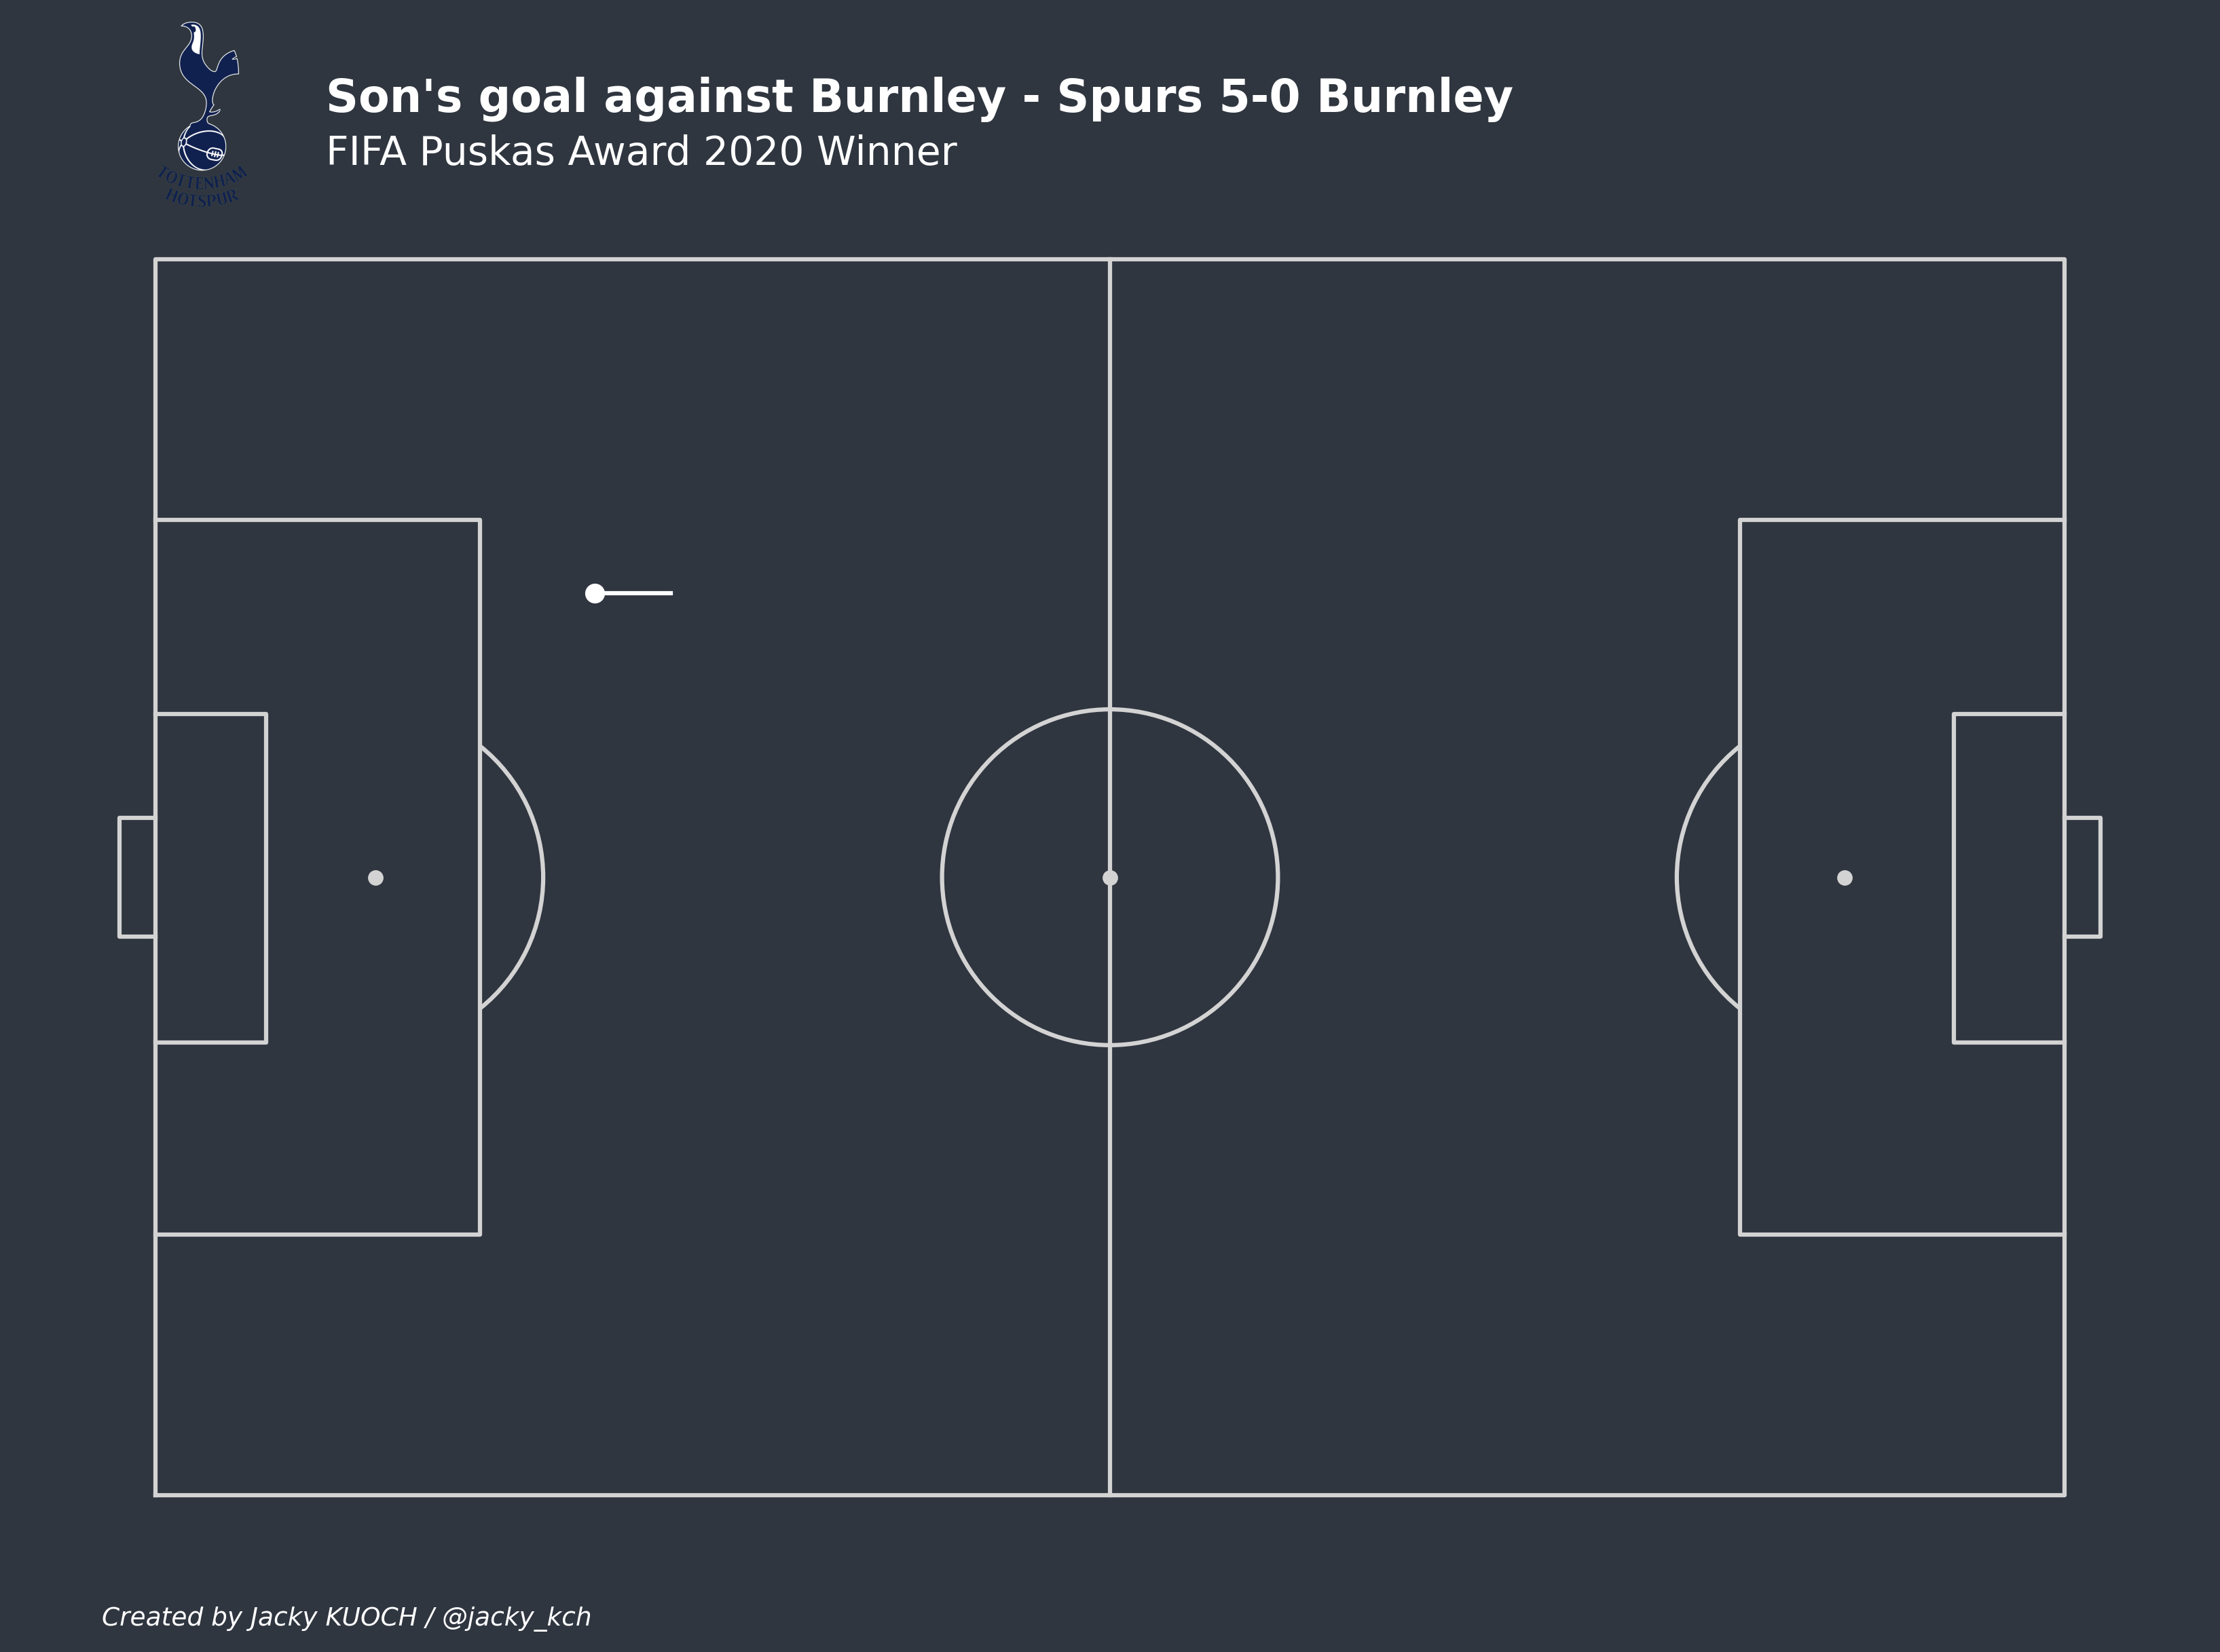 Son's goal against Burnley - Spurs 5-0 Burnley
FIFA Puskas Award 2020 Winner
TOTTENHAM
HOTSPUR
Created by Jacky KUOCH / @jacky_kch